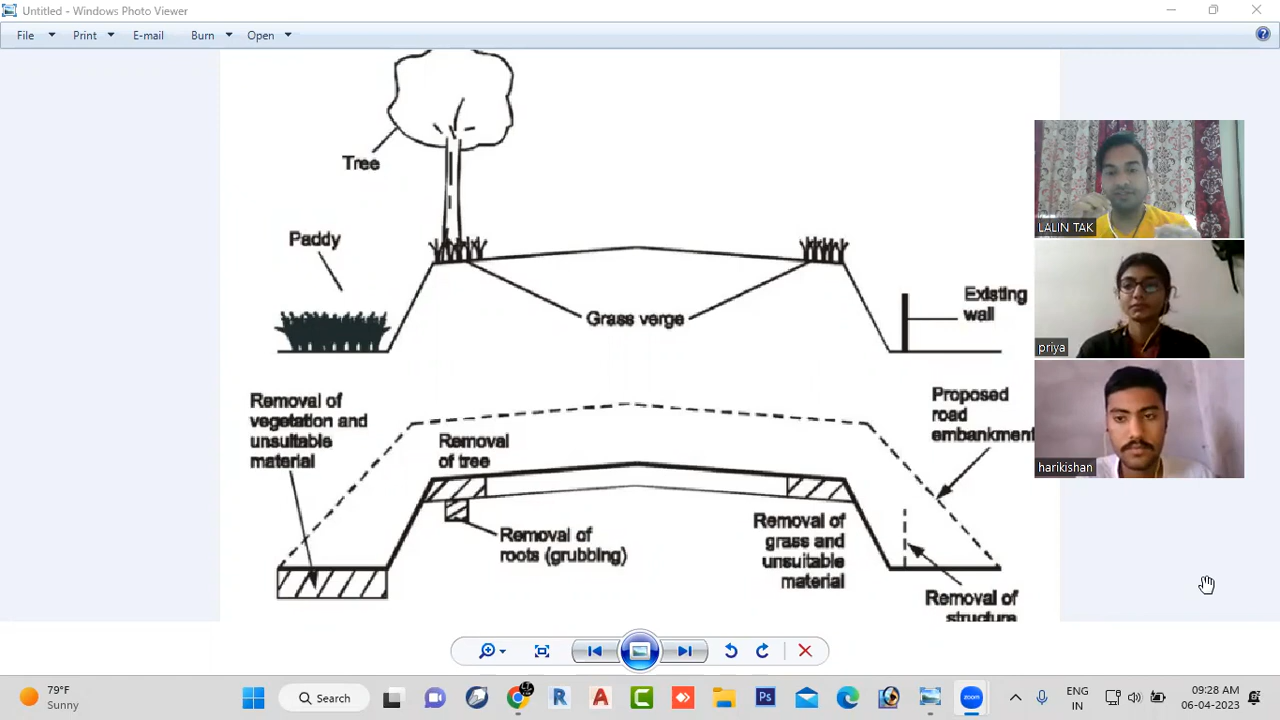 Untitled - Windows Photo Viewer
File Print E-mail Burn Open
Tree
Paddy
Grass verge
Existing
wall
Removal of
vegetation and
unsuitable
material
Removal
of tree
Proposed
road
embankment
Removal of
roots (grubbing)
Removal of
grass and
unsuitable
material
Removal of
structure
LALIN TAK
priya
harikishan
79°F
Sunny
Search
ENG
IN
09:28:30
06-04-2023